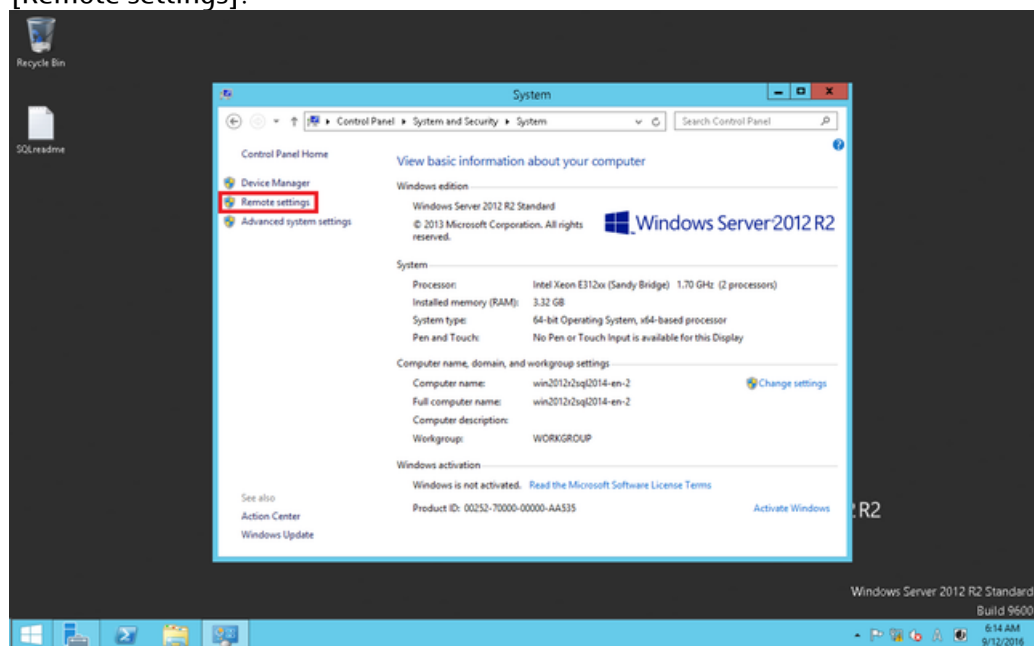 [Remote settings].
Recycle Bin
SQLreadme
System
Control Panel ▸ System and Security ▸ System
Search Control Panel
Control Panel Home
Device Manager
Remote settings
Advanced system settings
See also
Action Center
Windows Update
View basic information about your computer
Windows edition
Windows Server 2012 R2 Standard
© 2013 Microsoft Corporation. All rights
reserved.
Windows Server 2012 R2
System
Processor: Intel Xeon E312xx (Sandy Bridge) 1.70 GHz (2 processors)
Installed memory (RAM): 3.32 GB
System type: 64-bit Operating System, x64-based processor
Pen and Touch: No Pen or Touch Input is available for this Display
Computer name, domain, and workgroup settings
Computer name: win2012r2sql2014-en-2 Change settings
Full computer name: win2012r2sql2014-en-2
Computer description:
Workgroup: WORKGROUP
Windows activation
Windows is not activated. Read the Microsoft Software License Terms
Product ID: 00252-70000-00000-AA535 Activate Windows
R2
Windows Server 2012 R2 Standard
Build 9600
6:14 AM
9/12/2016